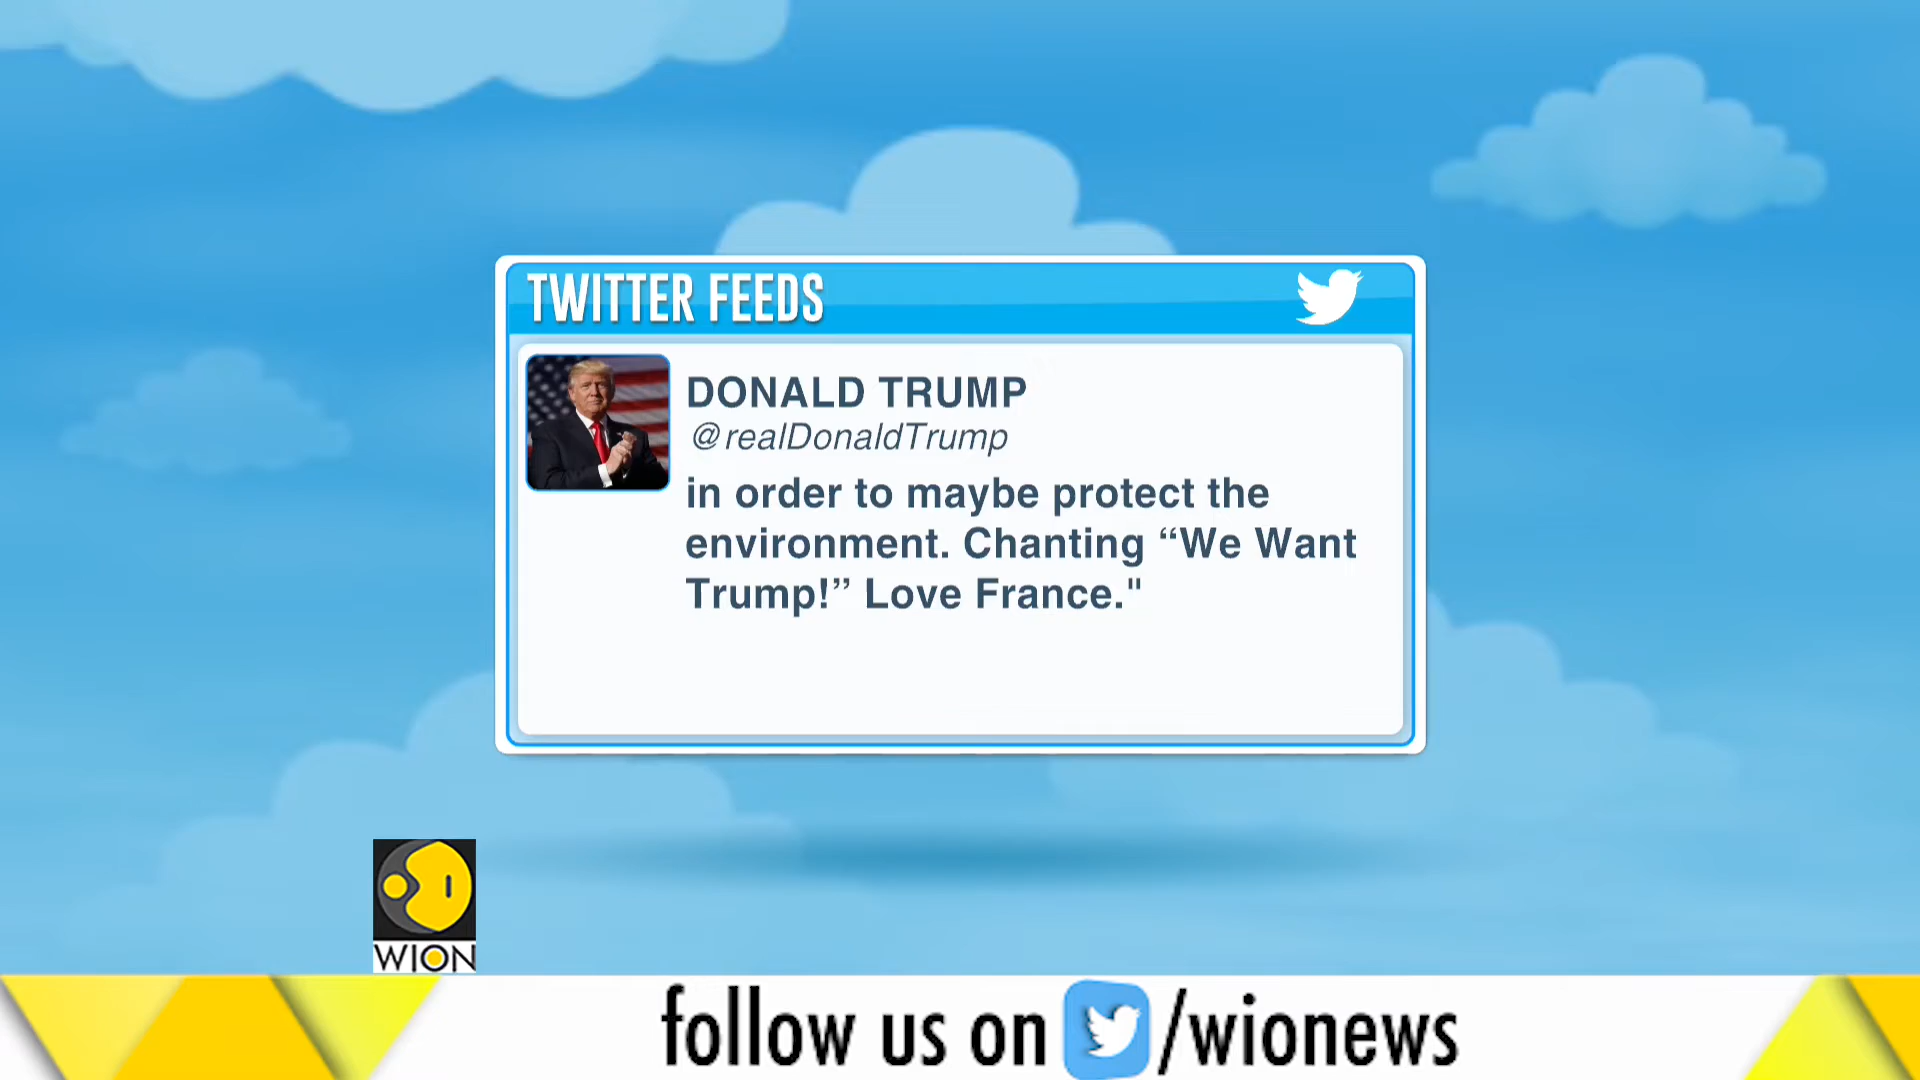 TWITTER FEEDS
DONALD TRUMP
@realDonaldTrump
in order to maybe protect the
environment. Chanting “We Want
Trump!” Love France."
WION
follow us on /wionews